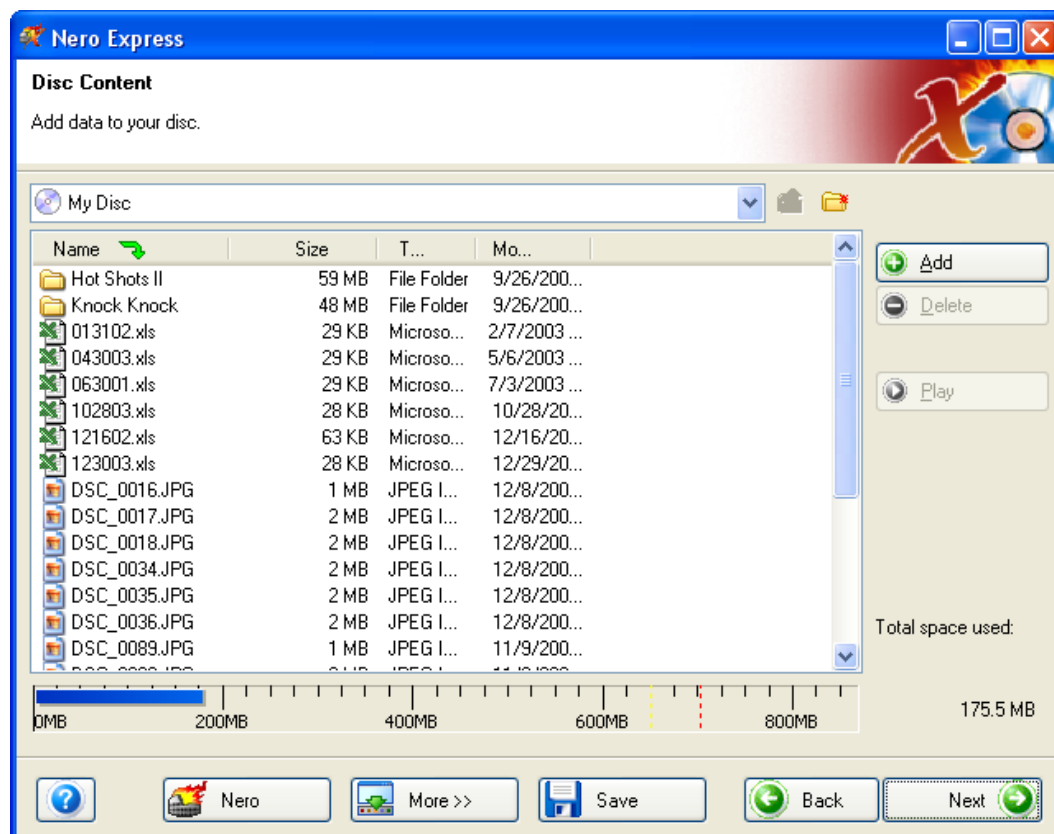 Nero Express
Disc Content
Add data to your disc.
My Disc
Name Size T... Mo...
Hot Shots II 59 MB File Folder 9/26/200...
Knock Knock 48 MB File Folder 9/26/200...
013102.xls 29 KB Microso... 2/7/2003 ...
043003.xls 29 KB Microso... 5/6/2003 ...
063001.xls 29 KB Microso... 7/3/2003 ...
102803.xls 28 KB Microso... 10/28/20...
121602.xls 63 KB Microso... 12/16/20...
123003.xls 28 KB Microso... 12/29/20...
DSC_0016.JPG 1 MB JPEG I... 12/8/200...
DSC_0017.JPG 2 MB JPEG I... 12/8/200...
DSC_0018.JPG 2 MB JPEG I... 12/8/200...
DSC_0034.JPG 2 MB JPEG I... 12/8/200...
DSC_0035.JPG 2 MB JPEG I... 12/8/200...
DSC_0036.JPG 2 MB JPEG I... 12/8/200...
DSC_0089.JPG 1 MB JPEG I... 11/9/200...
Add
Delete
Play
Total space used:
175.5 MB
0MB 200MB 400MB 600MB 800MB
Nero More >> Save Back Next